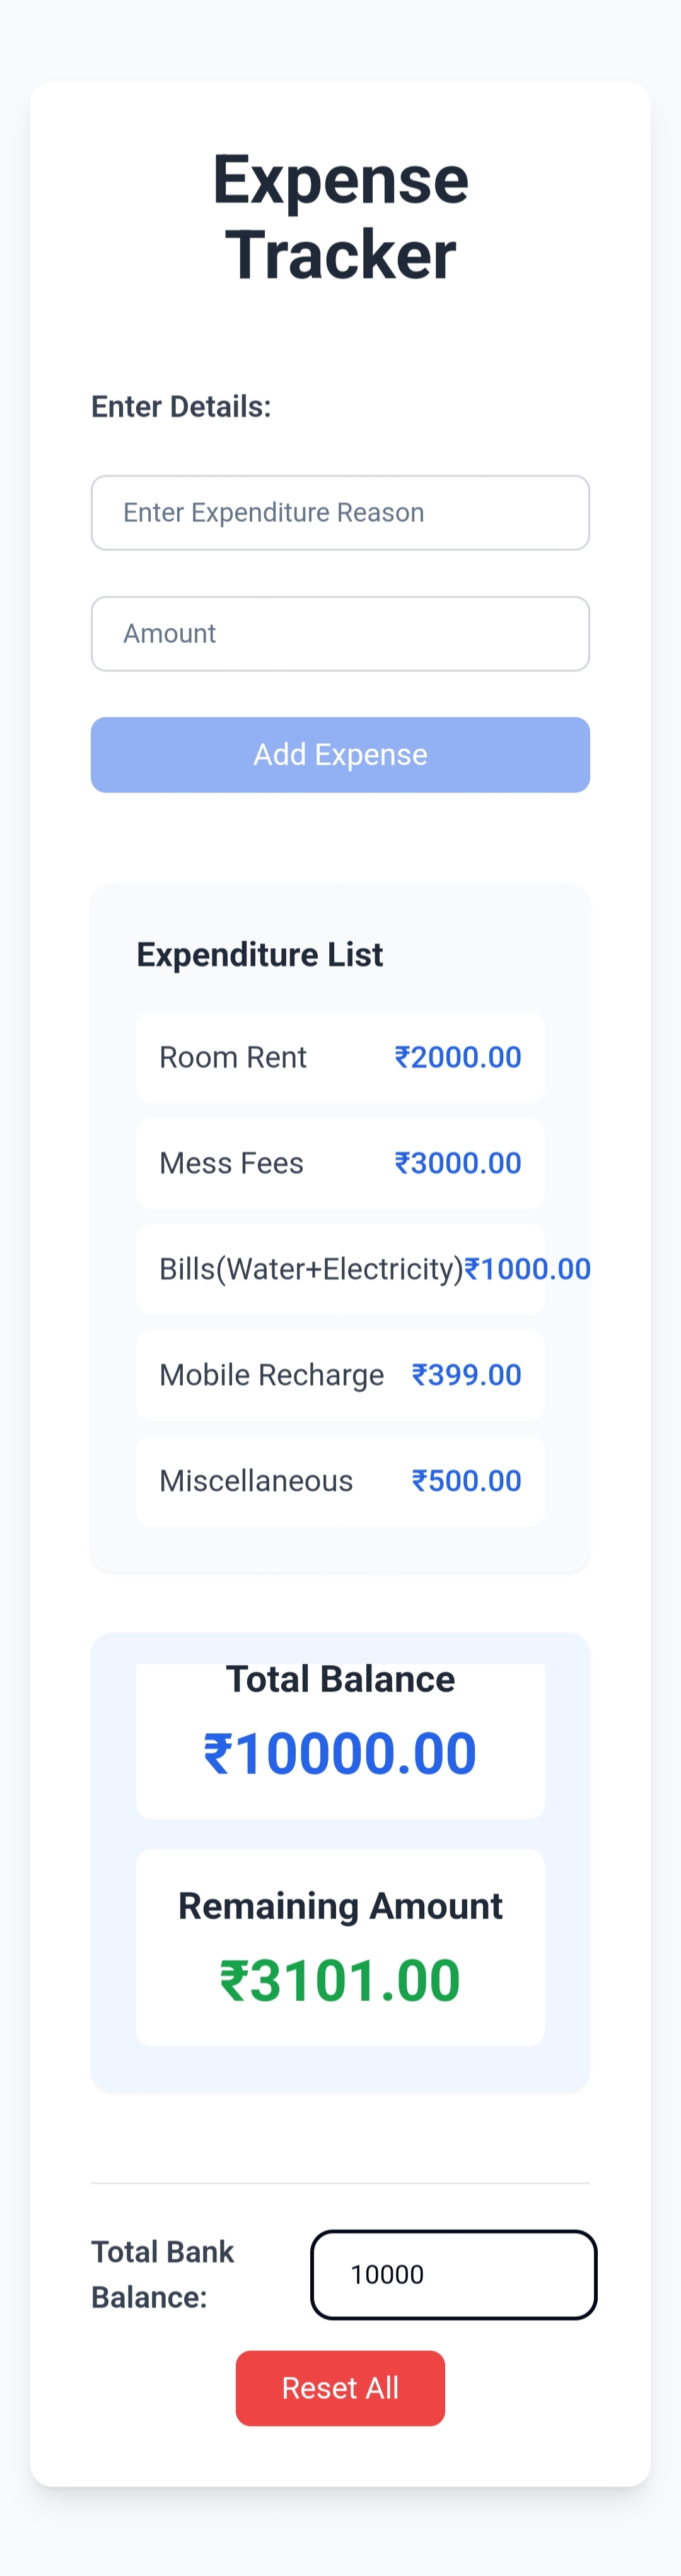 Expense
Tracker
Enter Details:
Enter Expenditure Reason
Amount
Add Expense
Expenditure List
Room Rent ₹2000.00
Mess Fees ₹3000.00
Bills(Water+Electricity)₹1000.00
Mobile Recharge ₹399.00
Miscellaneous ₹500.00
Total Balance
₹10000.00
Remaining Amount
₹3101.00
Total Bank
Balance:
10000
Reset All